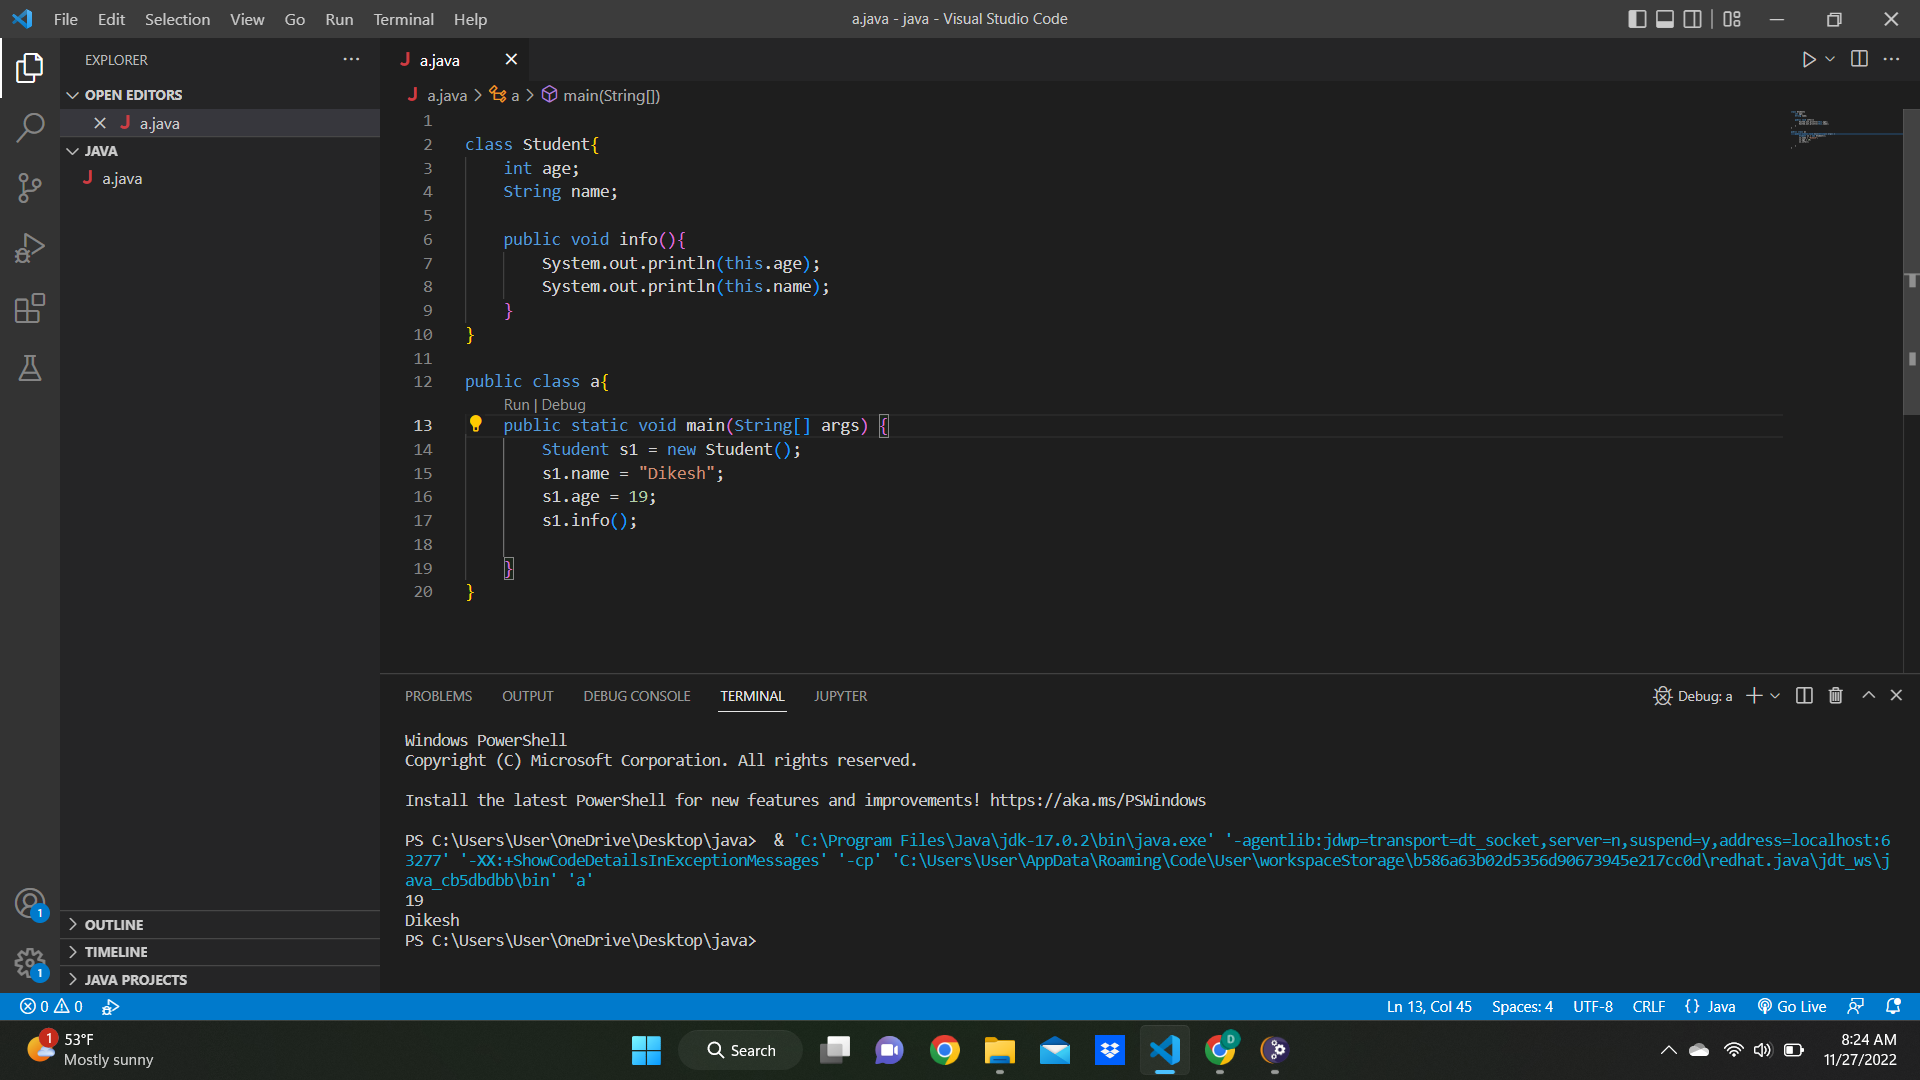 File Edit Selection View Go Run Terminal Help
a.java - java - Visual Studio Code
EXPLORER
OPEN EDITORS
a.java
JAVA
a.java
OUTLINE
TIMELINE
JAVA PROJECTS
a.java
a.java > a > main(String[])
1
2 class Student{
3 int age;
4 String name;
5
6 public void info(){
7 System.out.println(this.age);
8 System.out.println(this.name);
9 }
10 }
11
12 public class a{
Run | Debug
13 public static void main(String[] args) {
14 Student s1 = new Student();
15 s1.name = "Dikesh";
16 s1.age = 19;
17 s1.info();
18
19 }
20 }
PROBLEMS OUTPUT DEBUG CONSOLE TERMINAL JUPYTER
Debug: a
Windows PowerShell
Copyright (C) Microsoft Corporation. All rights reserved.
Install the latest PowerShell for new features and improvements! https://aka.ms/PSWindows
PS C:\Users\User\OneDrive\Desktop\java>  & 'C:\Program Files\Java\jdk-17.0.2\bin\java.exe' '-agentlib:jdwp=transport=dt_socket,server=n,suspend=y,address=localhost:6
3277' '-XX:+ShowCodeDetailsInExceptionMessages' '-cp' 'C:\Users\User\AppData\Roaming\Code\User\workspaceStorage\b586a63b02d5356d90673945e217cc0d\redhat.java\jdt_ws\j
ava_cb5dbdbb\bin' 'a'
19
Dikesh
PS C:\Users\User\OneDrive\Desktop\java>
1
1
0 0
Ln 13, Col 45 Spaces: 4 UTF-8 CRLF {} Java Go Live
1
53°F
Mostly sunny
Search
D
8:24 AM
11/27/2022